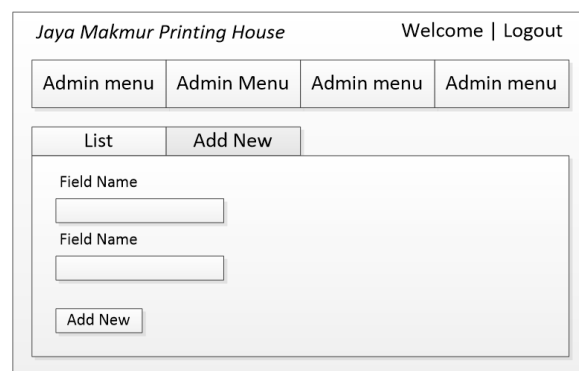 Jaya Makmur Printing House
Welcome | Logout
Admin menu
Admin Menu
Admin menu
Admin menu
List
Add New
Field Name
Field Name
Add New